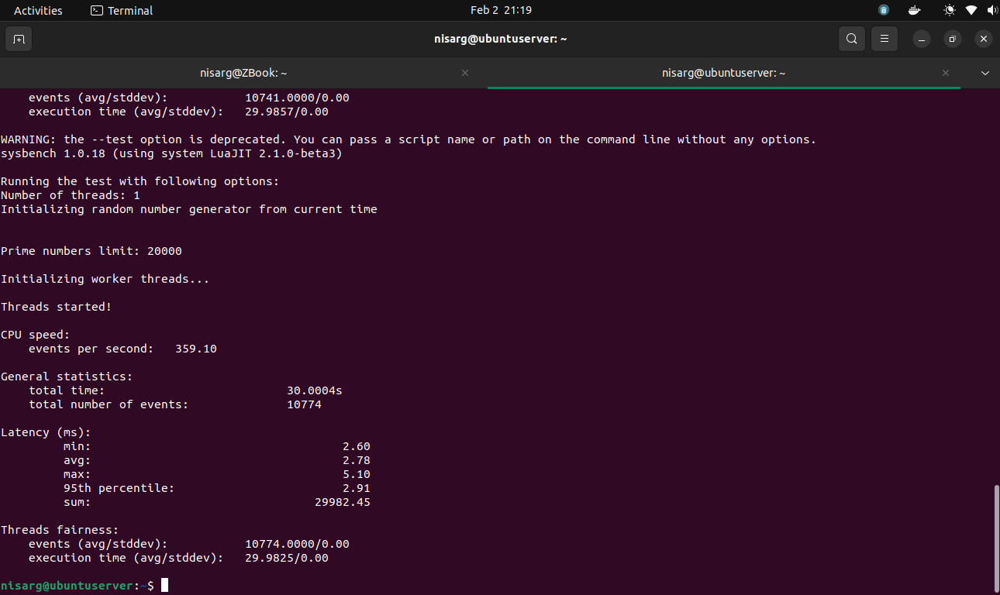 Activities Terminal Feb 2 21:19
nisarg@ubuntuserver: ~
nisarg@ZBook: ~ nisarg@ubuntuserver: ~
events (avg/stddev): 10741.0000/0.00
execution time (avg/stddev): 29.9857/0.00
WARNING: the --test option is deprecated. You can pass a script name or path on the command line without any options.
sysbench 1.0.18 (using system LuaJIT 2.1.0-beta3)
Running the test with following options:
Number of threads: 1
Initializing random number generator from current time
Prime numbers limit: 20000
Initializing worker threads...
Threads started!
CPU speed:
events per second: 359.10
General statistics:
total time: 30.0004s
total number of events: 10774
Latency (ms):
min: 2.60
avg: 2.78
max: 5.10
95th percentile: 2.91
sum: 29982.45
Threads fairness:
events (avg/stddev): 10774.0000/0.00
execution time (avg/stddev): 29.9825/0.00
nisarg@ubuntuserver:~$